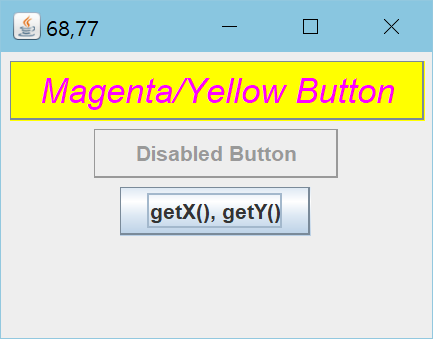 68,77
Magenta/Yellow Button
Disabled Button
getX(), getY()